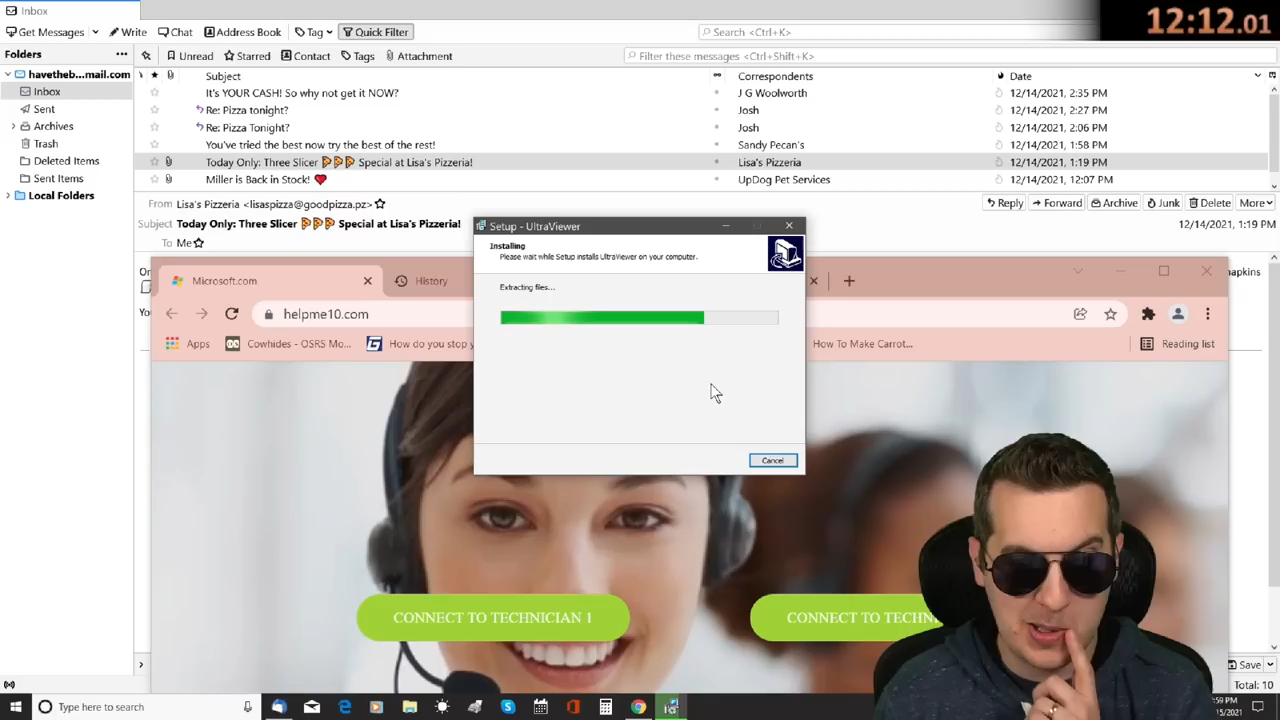 Inbox
12:12.01
Get Messages
Write
Chat
Address Book
Tag
Quick Filter
Search <Ctrl+K>
Folders
Unread
Starred
Contact
Tags
Attachment
Filter these messages <Ctrl+Shift+K>
havetheb...mail.com
Subject
Correspondents
Date
Inbox
It's YOUR CASH! So why not get it NOW?
J G Woolworth
12/14/2021, 2:35 PM
Sent
Re: Pizza tonight?
Josh
12/14/2021, 2:27 PM
Archives
Re: Pizza Tonight?
Josh
12/14/2021, 2:06 PM
Trash
You've tried the best now try the best of the rest!
Sandy Pecan's
12/14/2021, 1:58 PM
Deleted Items
Today Only: Three Slicer 🍕🍕🍕 Special at Lisa's Pizzeria!
Lisa's Pizzeria
12/14/2021, 1:19 PM
Sent Items
Miller is Back in Stock! ❤
UpDog Pet Services
12/14/2021, 12:07 PM
Local Folders
From Lisa's Pizzeria <lisaspizza@goodpizza.pz>
Reply
Forward
Archive
Junk
Delete
More
Subject Today Only: Three Slicer 🍕🍕🍕 Special at Lisa's Pizzeria!
12/14/2021, 1:19 PM
To Me
Setup - UltraViewer
Installing
Please wait while Setup installs UltraViewer on your computer.
Extracting files...
Cancel
Microsoft.com
History
helpme10.com
Apps
Cowhides - OSRS Mo...
How do you stop y
How To Make Carrot...
Reading list
CONNECT TO TECHNICIAN 1
CONNECT TO TECHN
Save
Total: 10
Type here to search